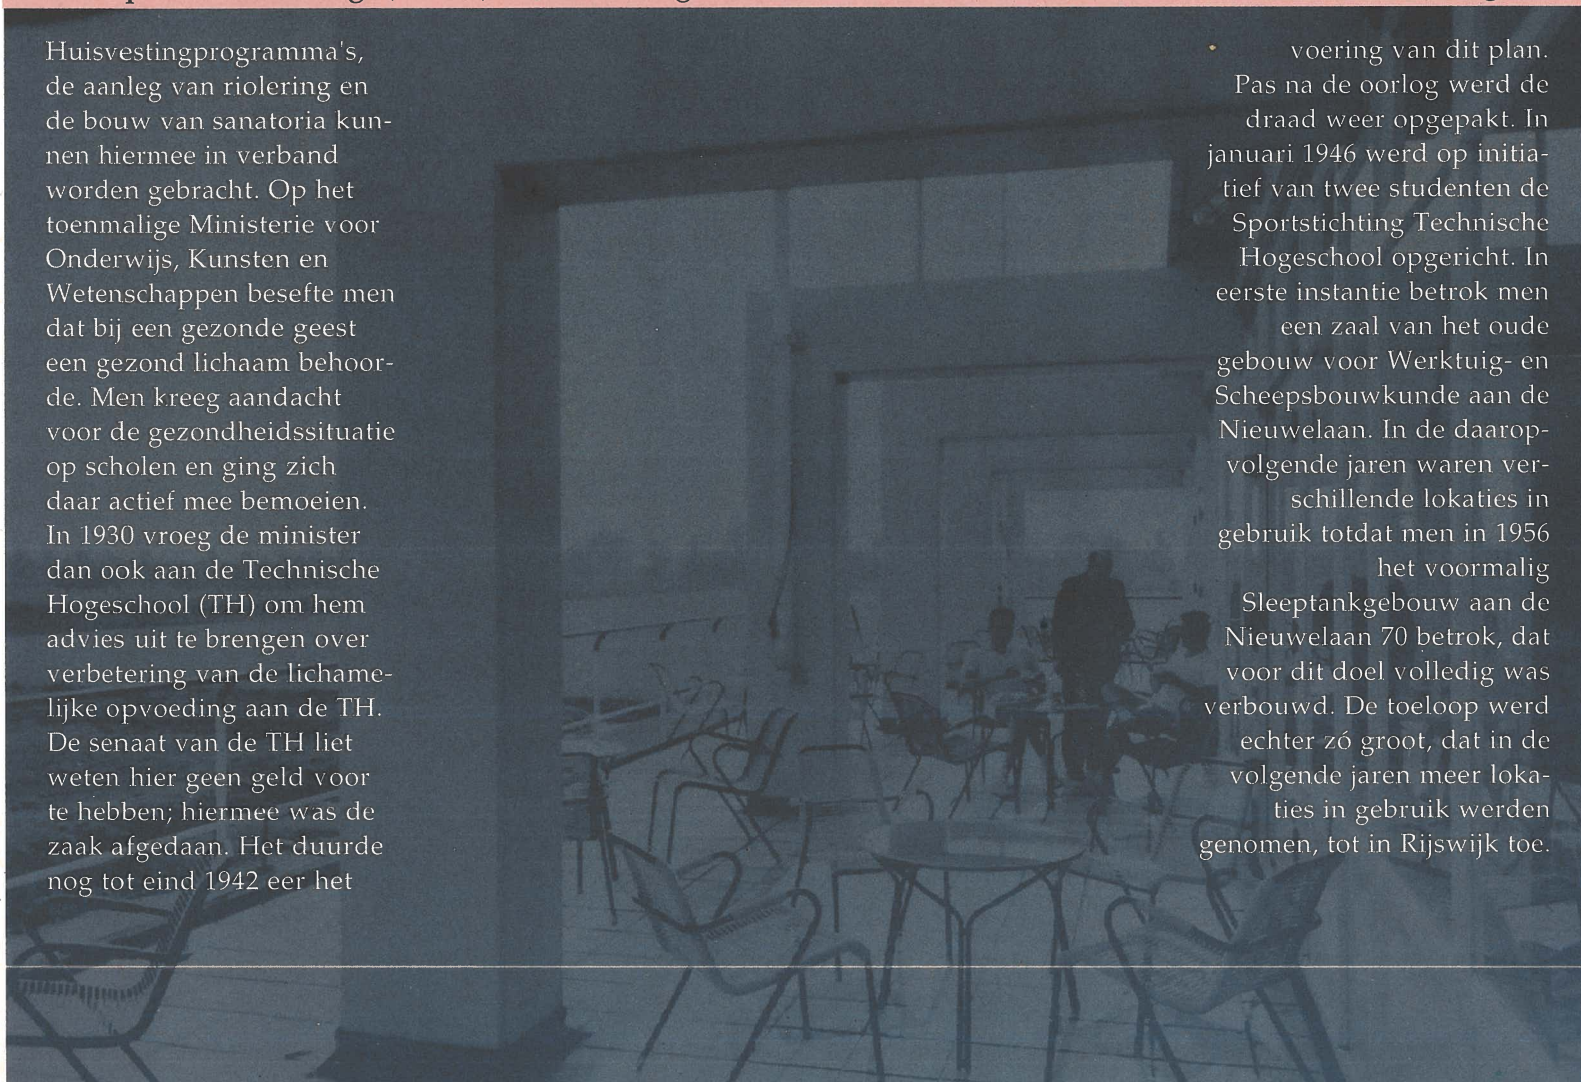 Huisvestingprogramma's,
de aanleg van riolering en
de bouw van sanatoria kun-
nen hiermee in verband
worden gebracht. Op het
toenmalige Ministerie voor
Onderwijs, Kunsten en
Wetenschappen besefte men
dat bij een gezonde geest
een gezond lichaam behoor-
de. Men kreeg aandacht
voor de gezondheidssituatie
op scholen en ging zich
daar actief mee bemoeien.
In 1930 vroeg de minister
dan ook aan de Technische
Hogeschool (TH) om hem
advies uit te brengen over
verbetering van de lichame-
lijke opvoeding aan de TH.
De senaat van de TH liet
weten hier geen geld voor
te hebben; hiermee was de
zaak afgedaan. Het duurde
nog tot eind 1942 eer het
voering van dit plan.
Pas na de oorlog werd de
draad weer opgepakt. In
januari 1946 werd op initia-
tief van twee studenten de
Sportstichting Technische
Hogeschool opgericht. In
eerste instantie betrok men
een zaal van het oude
gebouw voor Werktuig- en
Scheepsbouwkunde aan de
Nieuwelaan. In de daarop-
volgende jaren waren ver-
schillende lokaties in
gebruik totdat men in 1956
het voormalig
Sleeptankgebouw aan de
Nieuwelaan 70 betrok, dat
voor dit doel volledig was
verbouwd. De toeloop werd
echter zó groot, dat in de
volgende jaren meer loka-
ties in gebruik werden
genomen, tot in Rijswijk toe.